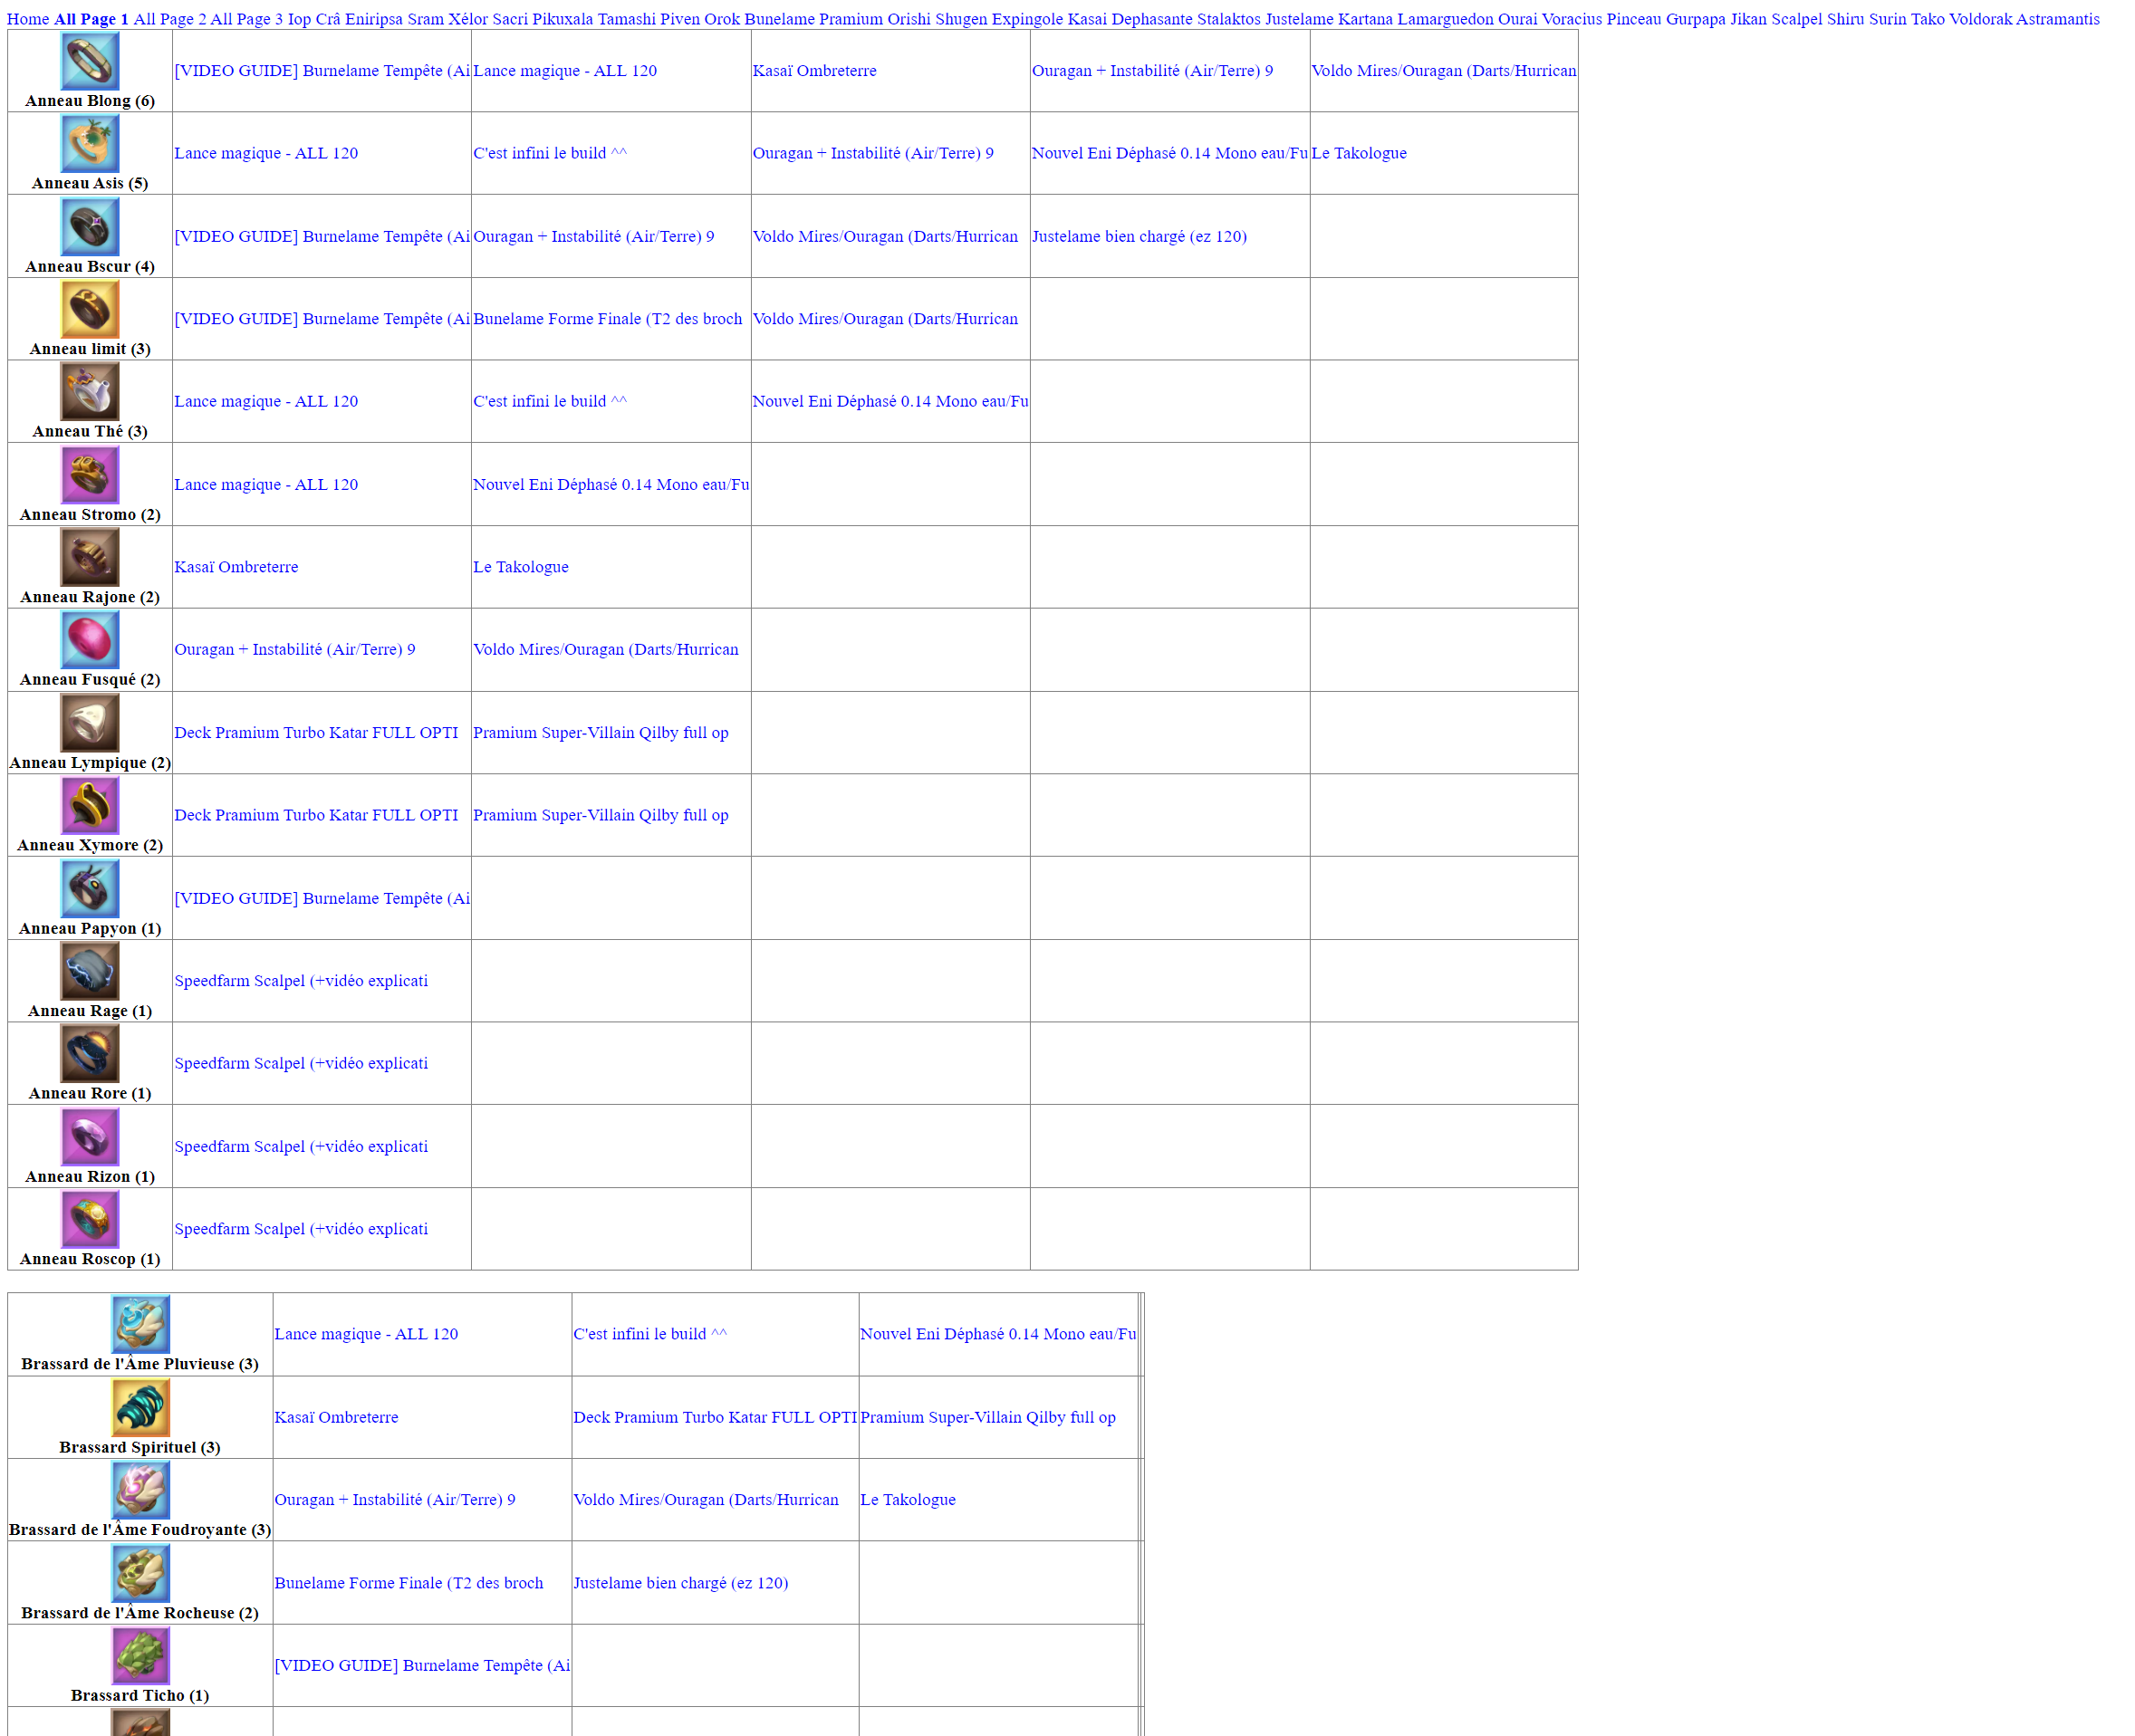 Home All Page 1 All Page 2 All Page 3 Iop Crâ Eniripsa Sram Xélor Sacri Pikuxala Tamashi Piven Orok Bunelame Pramium Orishi Shugen Expingole Kasai Dephasante Stalaktos Justelame Kartana Lamarguedon Ourai Voracius Pinceau Gurpapa Jikan Scalpel Shiru Surin Tako Voldorak Astramantis
[VIDEO GUIDE] Burnelame Tempête (Ai Lance magique - ALL 120 Kasaï Ombreterre Ouragan + Instabilité (Air/Terre) 9 Voldo Mires/Ouragan (Darts/Hurrican
Anneau Blong (6)
Lance magique - ALL 120 C'est infini le build ^^ Ouragan + Instabilité (Air/Terre) 9 Nouvel Eni Déphasé 0.14 Mono eau/Fu Le Takologue
Anneau Asis (5)
[VIDEO GUIDE] Burnelame Tempête (Ai Ouragan + Instabilité (Air/Terre) 9 Voldo Mires/Ouragan (Darts/Hurrican Justelame bien chargé (ez 120)
Anneau Bscur (4)
[VIDEO GUIDE] Burnelame Tempête (Ai Bunelame Forme Finale (T2 des broch Voldo Mires/Ouragan (Darts/Hurrican
Anneau limit (3)
Lance magique - ALL 120 C'est infini le build ^^ Nouvel Eni Déphasé 0.14 Mono eau/Fu
Anneau Thé (3)
Lance magique - ALL 120 Nouvel Eni Déphasé 0.14 Mono eau/Fu
Anneau Stromo (2)
Kasaï Ombreterre Le Takologue
Anneau Rajone (2)
Ouragan + Instabilité (Air/Terre) 9 Voldo Mires/Ouragan (Darts/Hurrican
Anneau Fusqué (2)
Deck Pramium Turbo Katar FULL OPTI Pramium Super-Villain Qilby full op
Anneau Lympique (2)
Deck Pramium Turbo Katar FULL OPTI Pramium Super-Villain Qilby full op
Anneau Xymore (2)
[VIDEO GUIDE] Burnelame Tempête (Ai
Anneau Papyon (1)
Speedfarm Scalpel (+vidéo explicati
Anneau Rage (1)
Speedfarm Scalpel (+vidéo explicati
Anneau Rore (1)
Speedfarm Scalpel (+vidéo explicati
Anneau Rizon (1)
Speedfarm Scalpel (+vidéo explicati
Anneau Roscop (1)
Lance magique - ALL 120 C'est infini le build ^^ Nouvel Eni Déphasé 0.14 Mono eau/Fu
Brassard de l'Âme Pluvieuse (3)
Kasaï Ombreterre Deck Pramium Turbo Katar FULL OPTI Pramium Super-Villain Qilby full op
Brassard Spirituel (3)
Ouragan + Instabilité (Air/Terre) 9 Voldo Mires/Ouragan (Darts/Hurrican Le Takologue
Brassard de l'Âme Foudroyante (3)
Bunelame Forme Finale (T2 des broch Justelame bien chargé (ez 120)
Brassard de l'Âme Rocheuse (2)
[VIDEO GUIDE] Burnelame Tempête (Ai
Brassard Ticho (1)